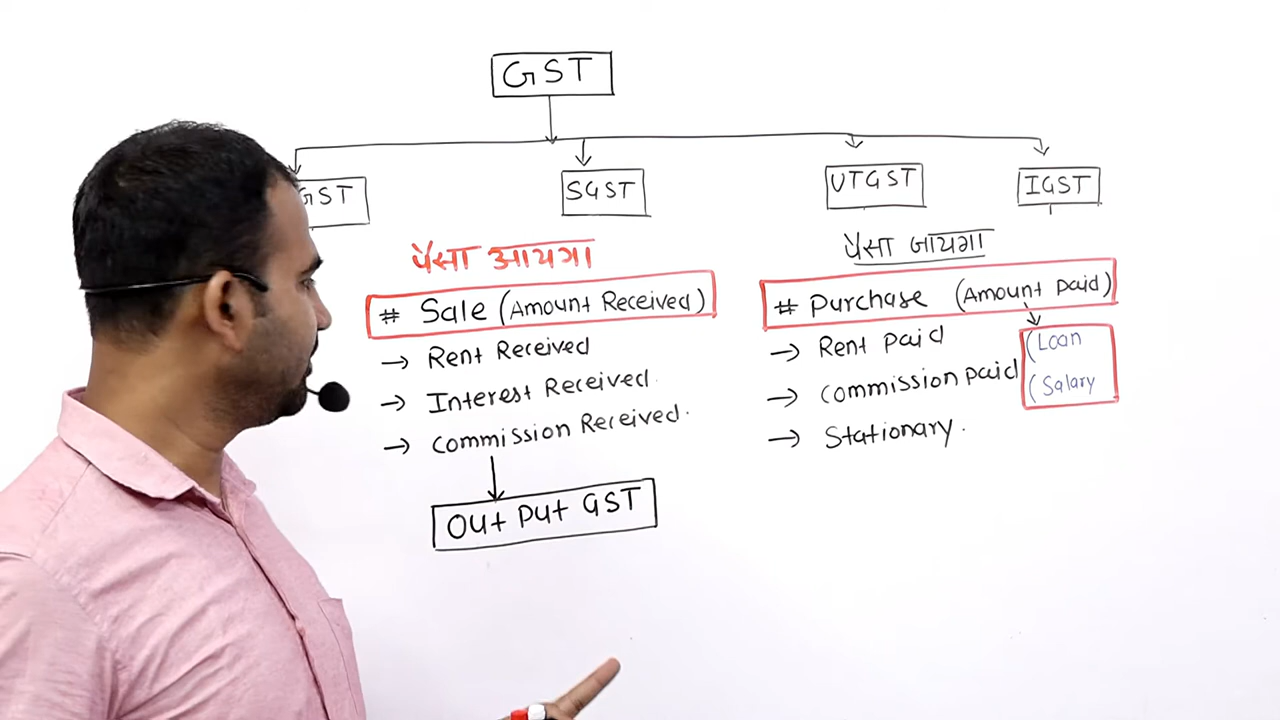 GST
GST
SGST
UTGST
IGST
पैसा आयगा
# Sale (Amount Received)
→ Rent Received
→ Interest Received.
→ Commission Received.
Out Put GST
पैसा जायगा
# Purchase (Amount paid)
→ Rent paid
→ Commission paid
→ Stationary.
(Loan
(Salary